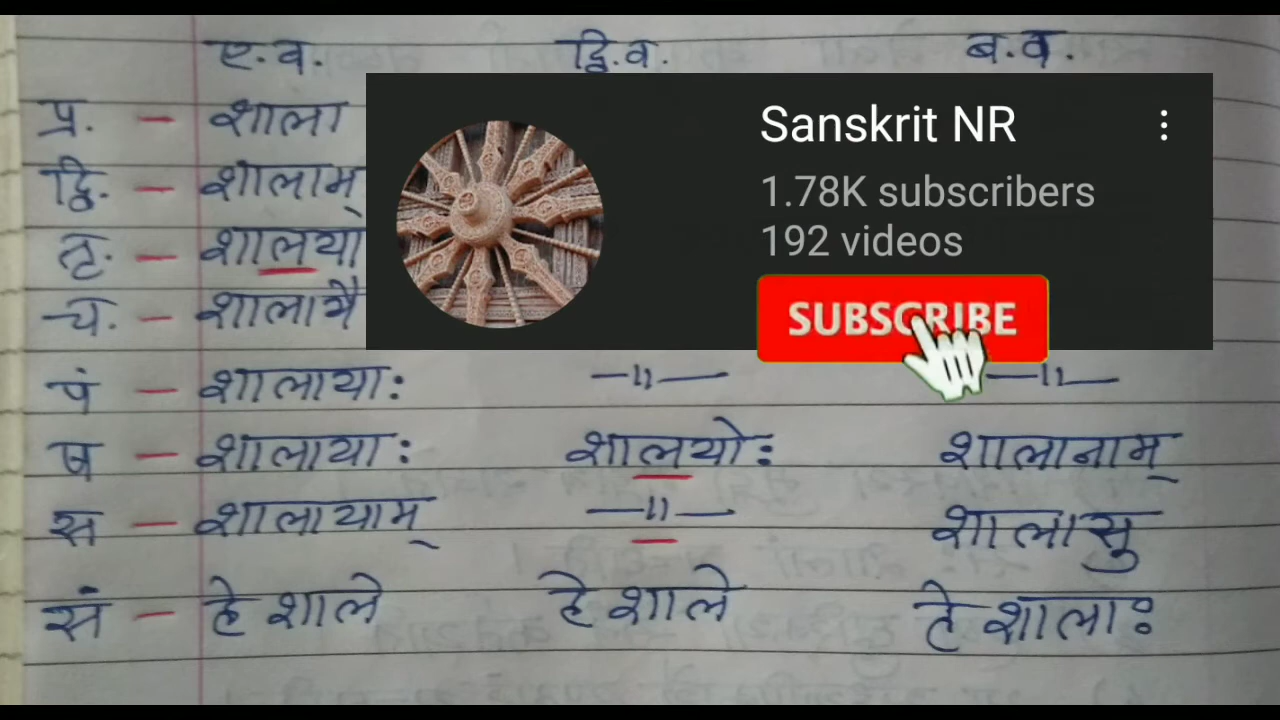 ए.व. द्वि.व. ब.व.
प्र. – शाला
द्वि. – शालाम्
तृ. – शालया
च. – शालायै
पं – शालायाः –॥– –॥–
ष – शालायाः शालयोः शालानाम्
स – शालायाम् –॥– शालासु
सं – हे शाले हे शाले हे शालाः
Sanskrit NR
1.78K subscribers
192 videos
SUBSCRIBE